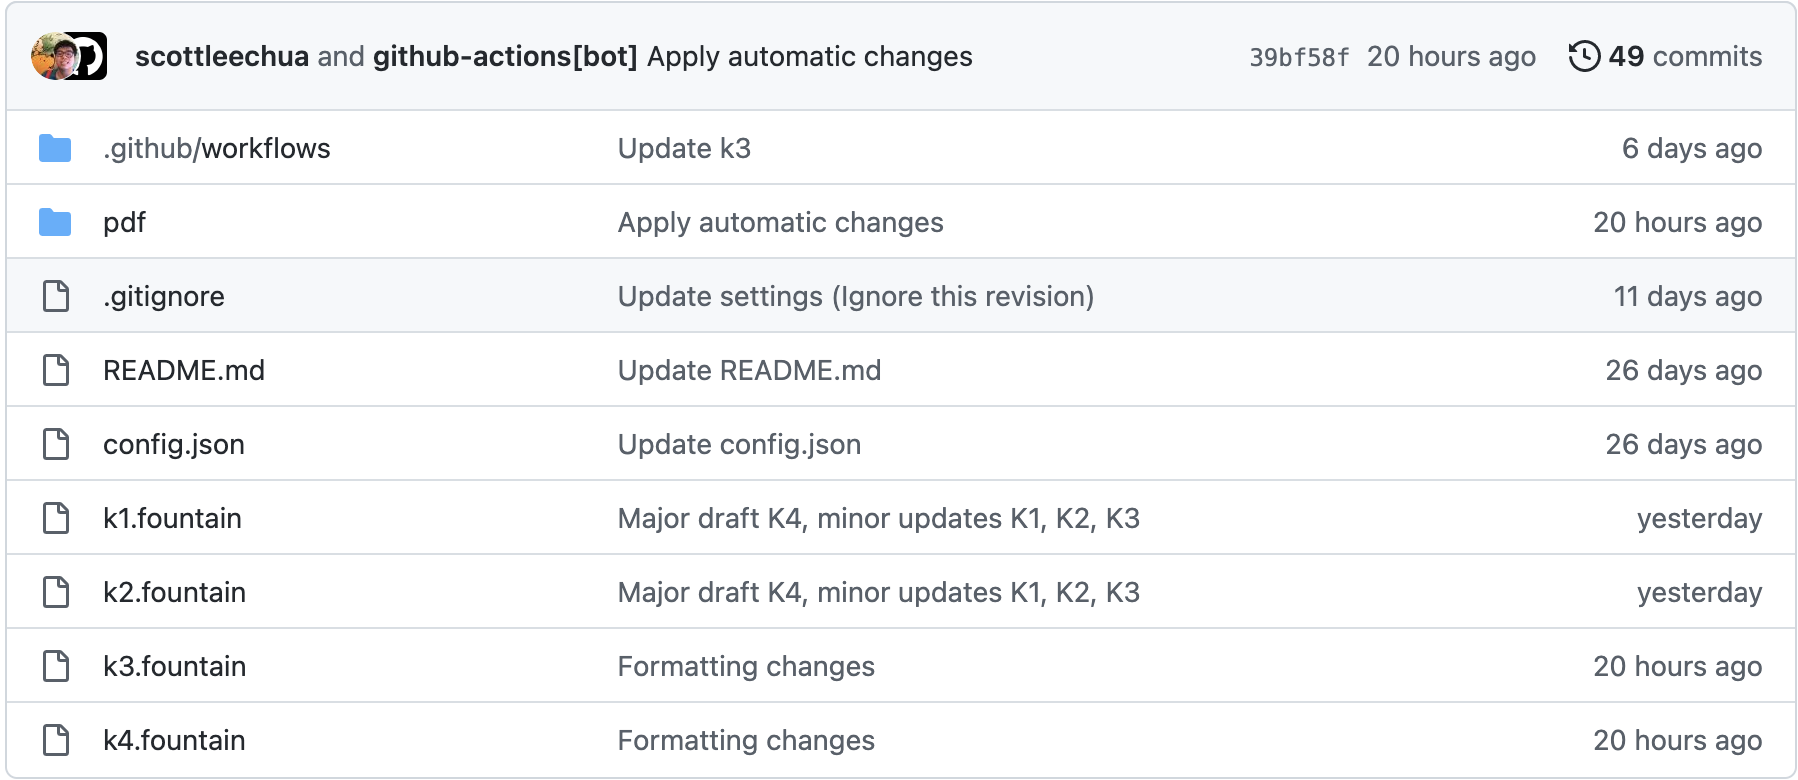 scottleechua and github-actions[bot] Apply automatic changes 39bf58f 20 hours ago 49 commits
.github/workflows Update k3 6 days ago
pdf Apply automatic changes 20 hours ago
.gitignore Update settings (Ignore this revision) 11 days ago
README.md Update README.md 26 days ago
config.json Update config.json 26 days ago
k1.fountain Major draft K4, minor updates K1, K2, K3 yesterday
k2.fountain Major draft K4, minor updates K1, K2, K3 yesterday
k3.fountain Formatting changes 20 hours ago
k4.fountain Formatting changes 20 hours ago